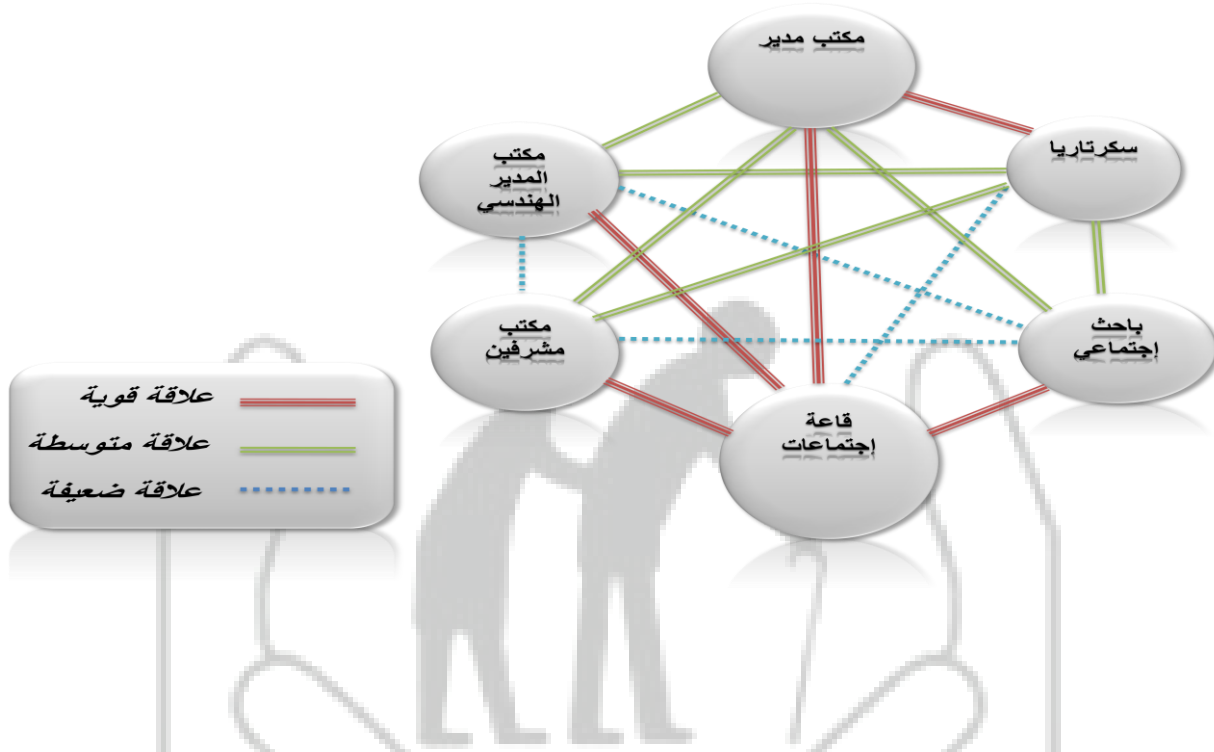 مكتب مدير
سكرتاريا
مكتب
المدير
الهندسي
باحث
إجتماعي
مكتب
مشرفين
قاعة
إجتماعات
علاقة قوية
علاقة متوسطة
علاقة ضعيفة